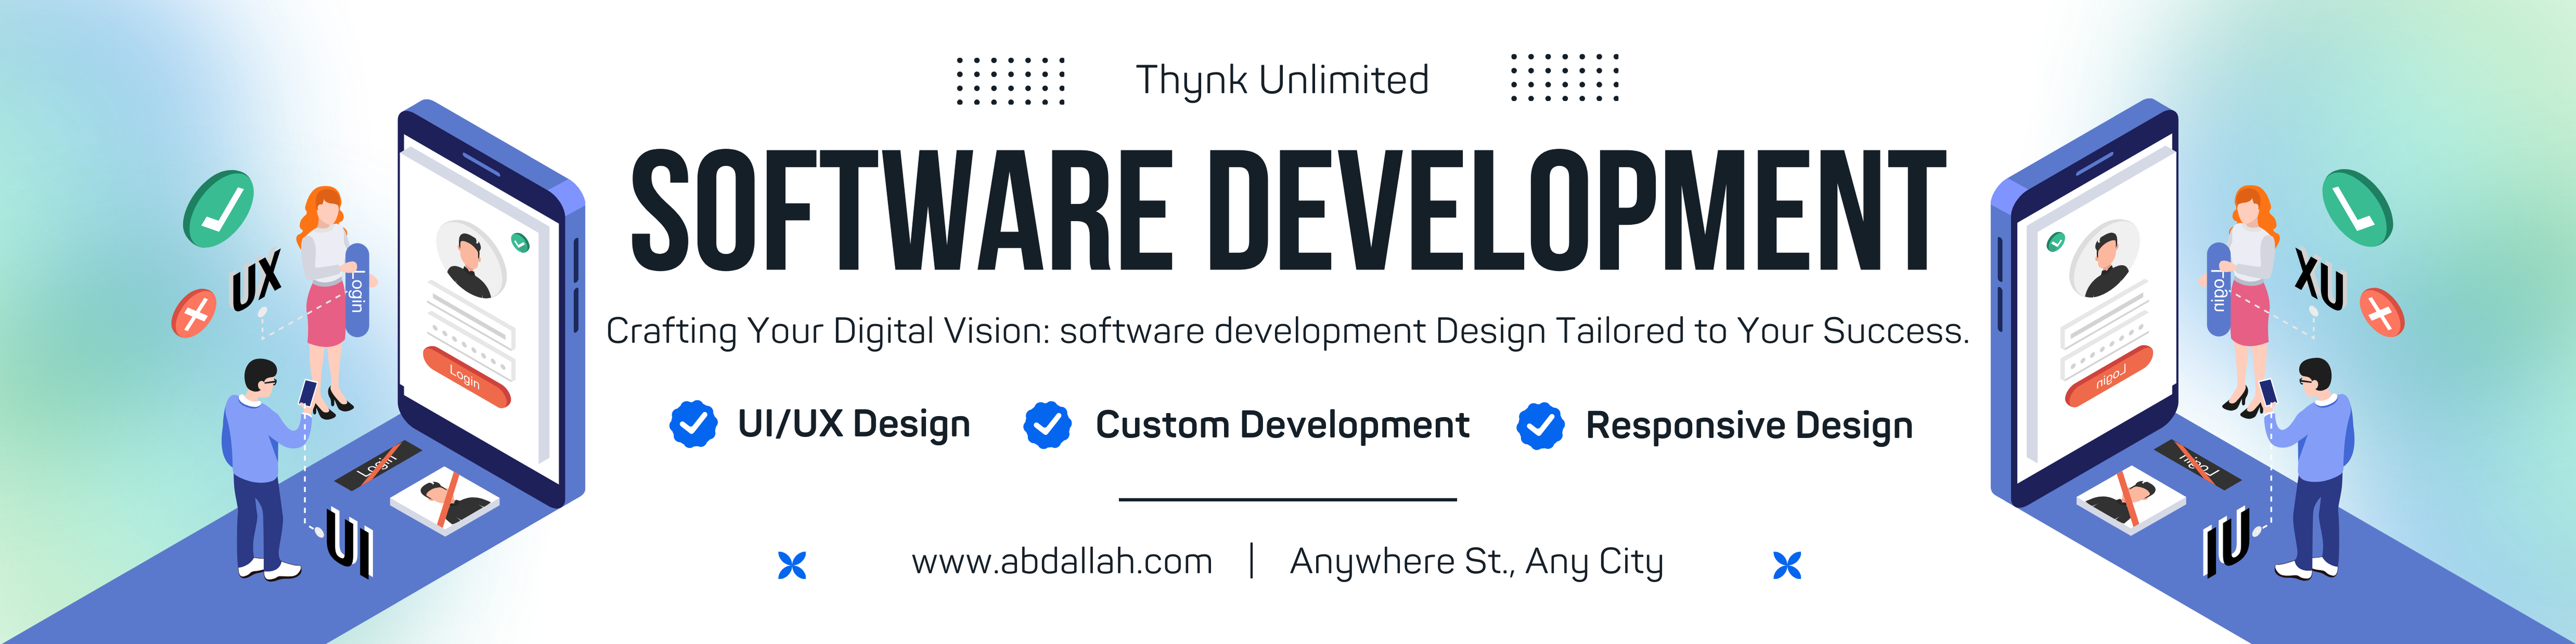 Thynk Unlimited
SOFTWARE DEVELOPMENT
Crafting Your Digital Vision: software development Design Tailored to Your Success.
UI/UX Design
Custom Development
Responsive Design
www.abdallah.com | Anywhere St., Any City
UX
Login
Login
Login
UI
XU
Login
Login
Login
IU